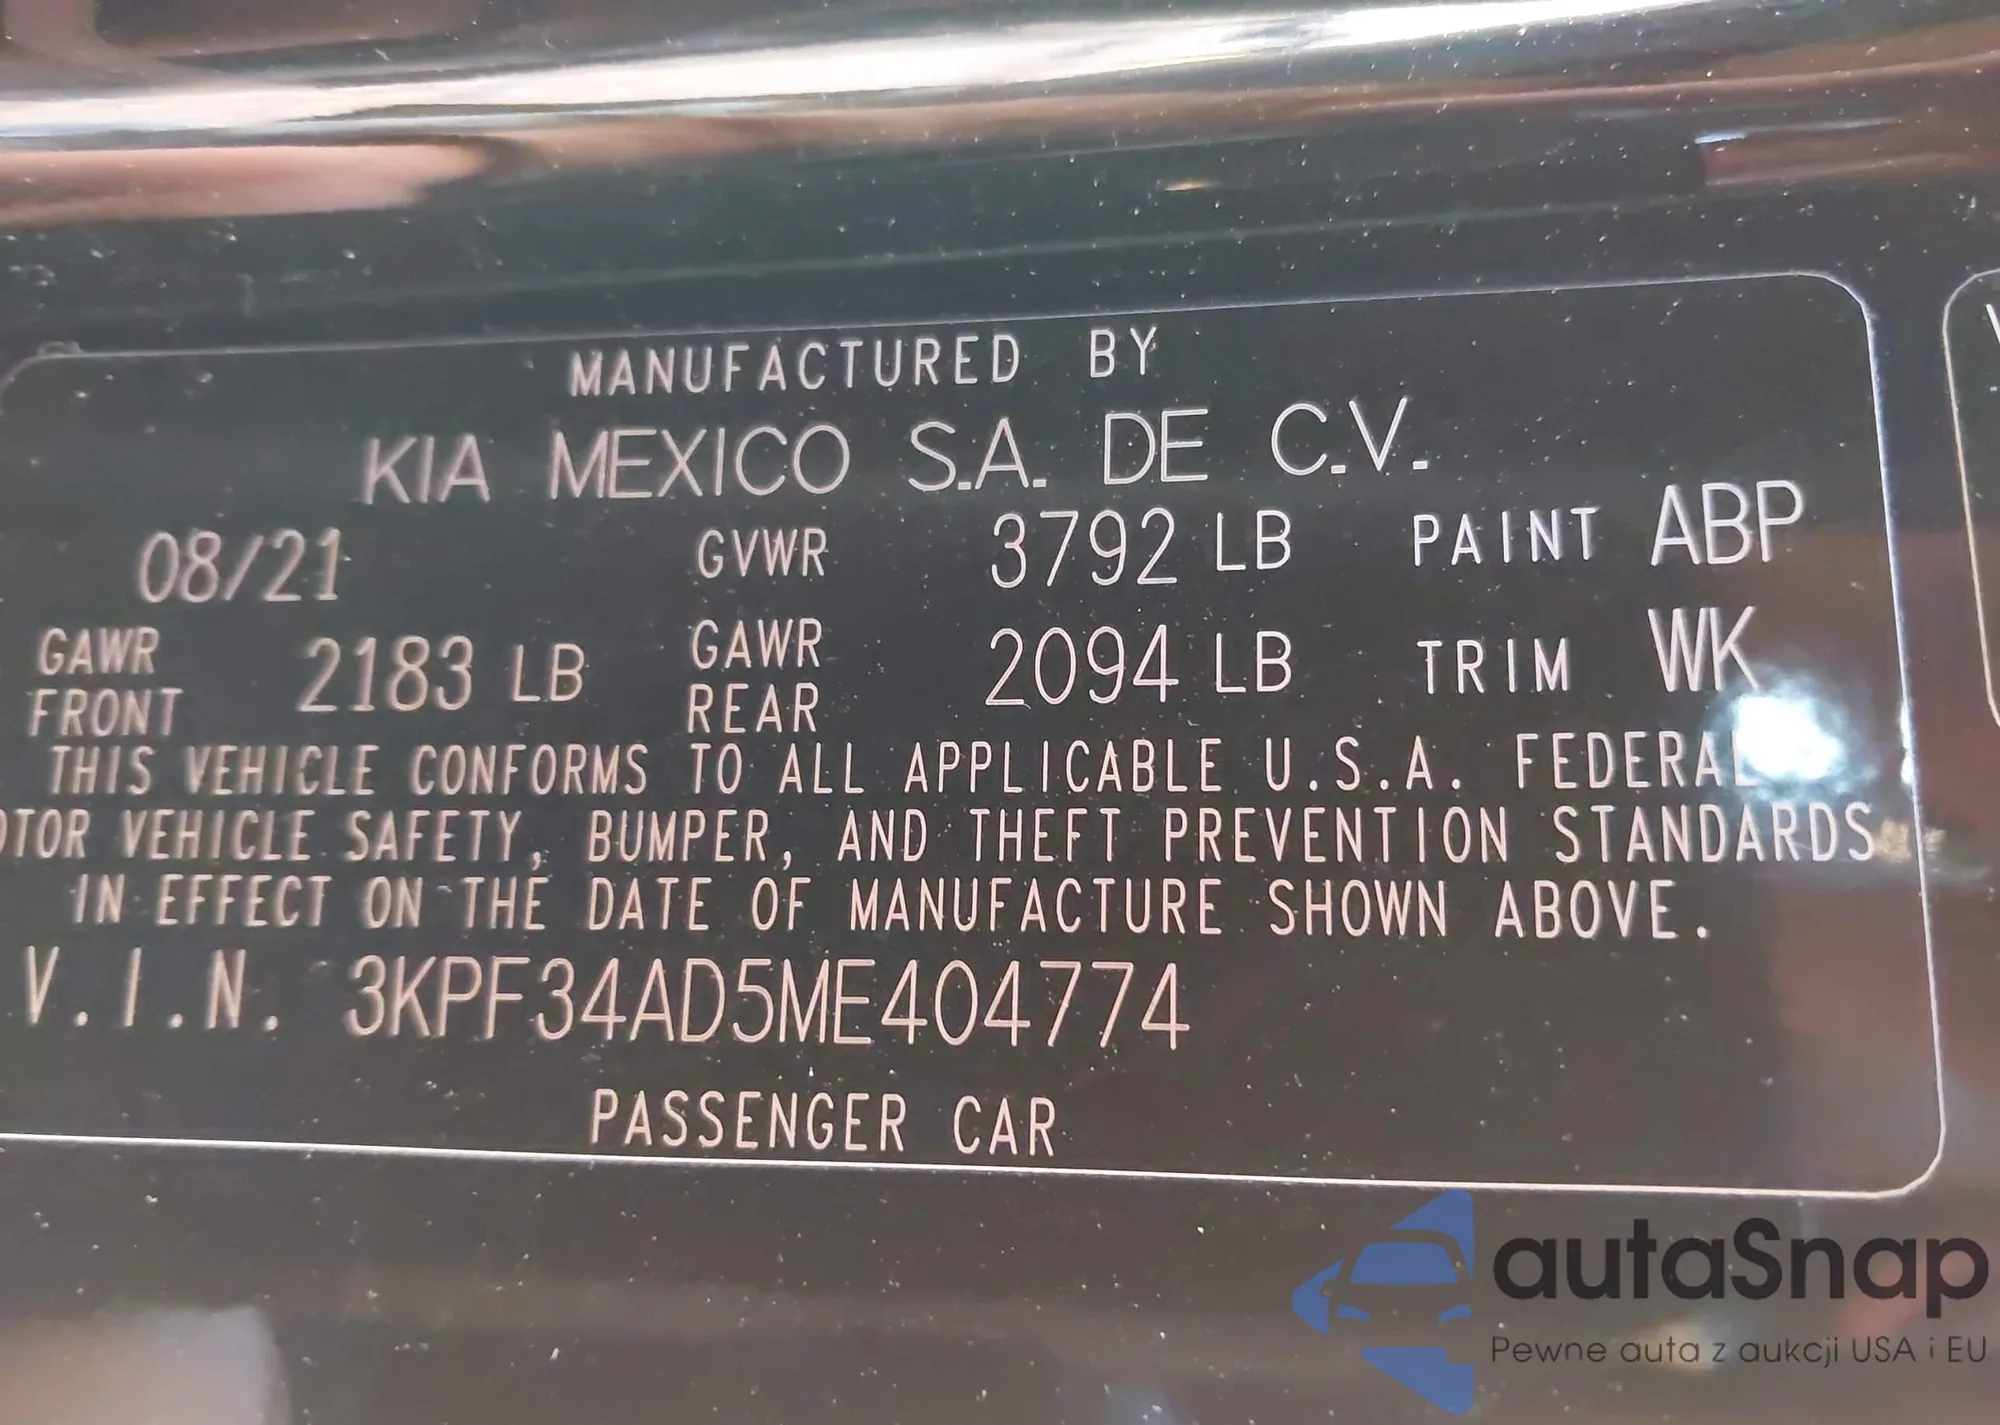 MANUFACTURED BY
KIA MEXICO S.A. DE C.V.
08/21 GVWR 3792 LB PAINT ABP
GAWR FRONT 2183 LB GAWR REAR 2094 LB TRIM WK
THIS VEHICLE CONFORMS TO ALL APPLICABLE U.S.A. FEDERAL
OTOR VEHICLE SAFETY, BUMPER, AND THEFT PREVENTION STANDARDS
IN EFFECT ON THE DATE OF MANUFACTURE SHOWN ABOVE.
V.I.N. 3KPF34AD5ME404774
PASSENGER CAR
autaSnap
Pewne auta z aukcji USA i EU